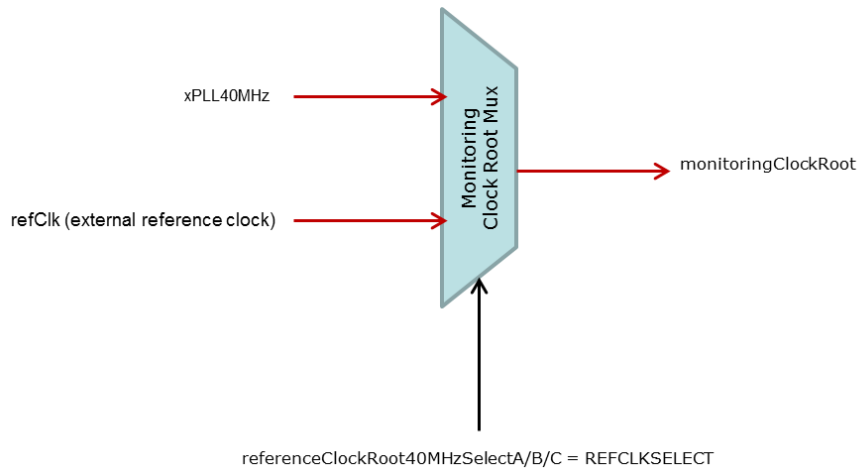 xPLL40MHz
Monitoring
Clock Root Mux
monitoringClockRoot
refClk (external reference clock)
referenceClockRoot40MHzSelectA/B/C = REFCLKSELECT